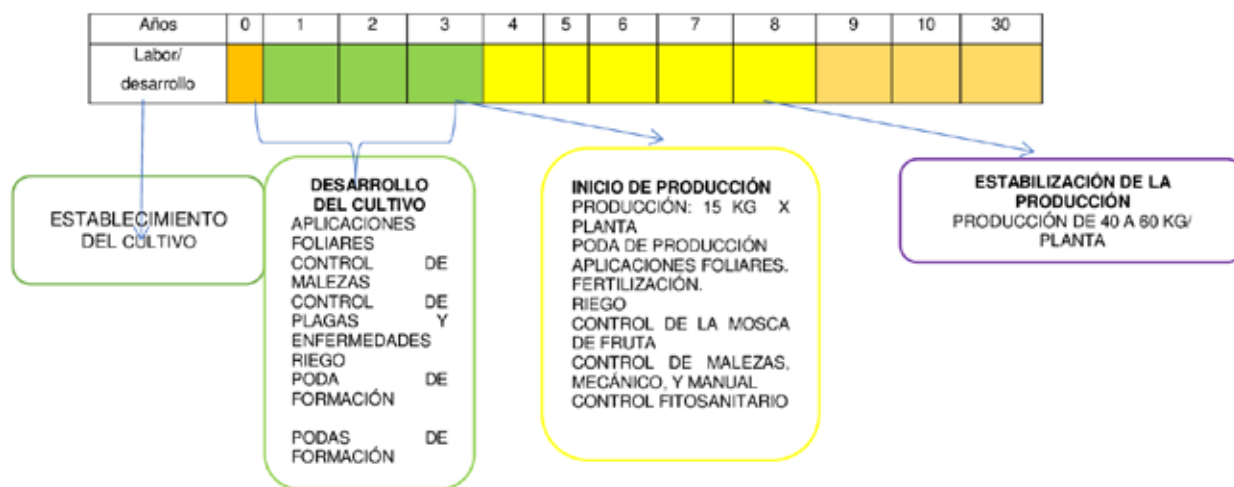 Años 0 1 2 3 4 5 6 7 8 9 10 30
Labor/
desarrollo
ESTABLECIMIENTO
DEL CULTIVO
DESARROLLO
DEL CULTIVO
APLICACIONES
FOLIARES
CONTROL DE
MALEZAS
CONTROL DE
PLAGAS Y
ENFERMEDADES
RIEGO
PODA DE
FORMACIÓN
PODAS DE
FORMACIÓN
INICIO DE PRODUCCIÓN
PRODUCCIÓN: 15 KG X
PLANTA
PODA DE PRODUCCIÓN
APLICACIONES FOLIARES.
FERTILIZACIÓN.
RIEGO
CONTROL DE LA MOSCA
DE FRUTA
CONTROL DE MALEZAS,
MECÁNICO, Y MANUAL
CONTROL FITOSANITARIO
ESTABILIZACIÓN DE LA
PRODUCCIÓN
PRODUCCIÓN DE 40 A 60 KG/
PLANTA